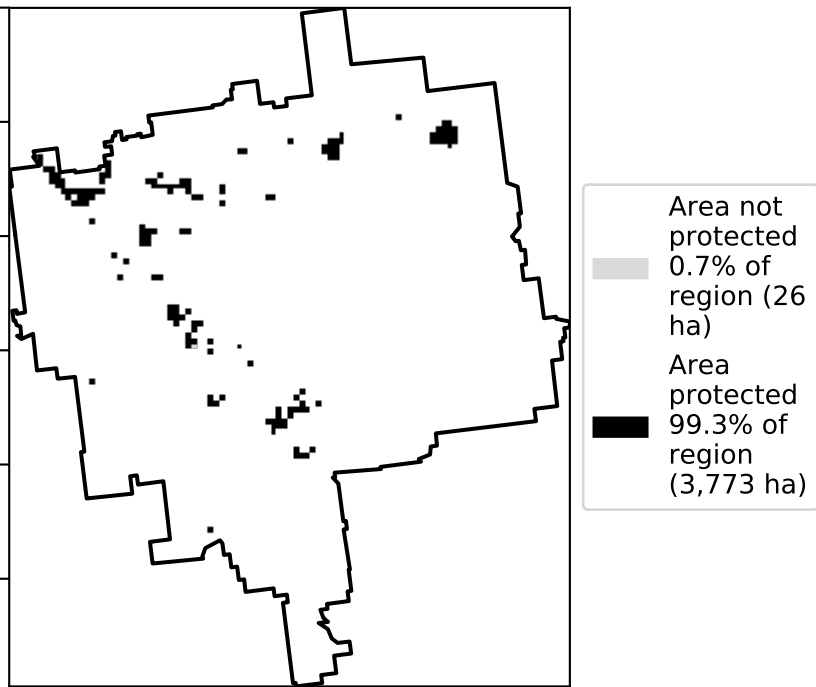 Area not
protected
0.7% of
region (26
ha)
Area
protected
99.3% of
region
(3,773 ha)